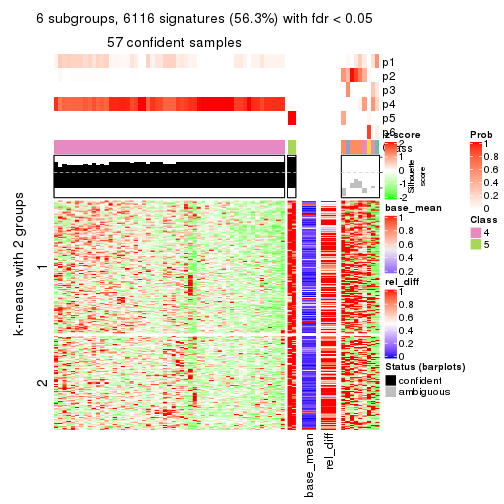 6 subgroups, 6116 signatures (56.3%) with fdr < 0.05
57 confident samples
p1
p2
p3
p4
p5
p6
Class
z-score
2
1
0
-1
-2
Silhouette
score
Prob
1
0.8
0.6
0.4
0.2
0
base_mean
1
0.8
0.6
0.4
0.2
Class
4
5
rel_diff
1
0.8
0.6
0.4
0.2
0
Status (barplots)
confident
ambiguous
k-means with 2 groups
1
2
base_mean
rel_diff